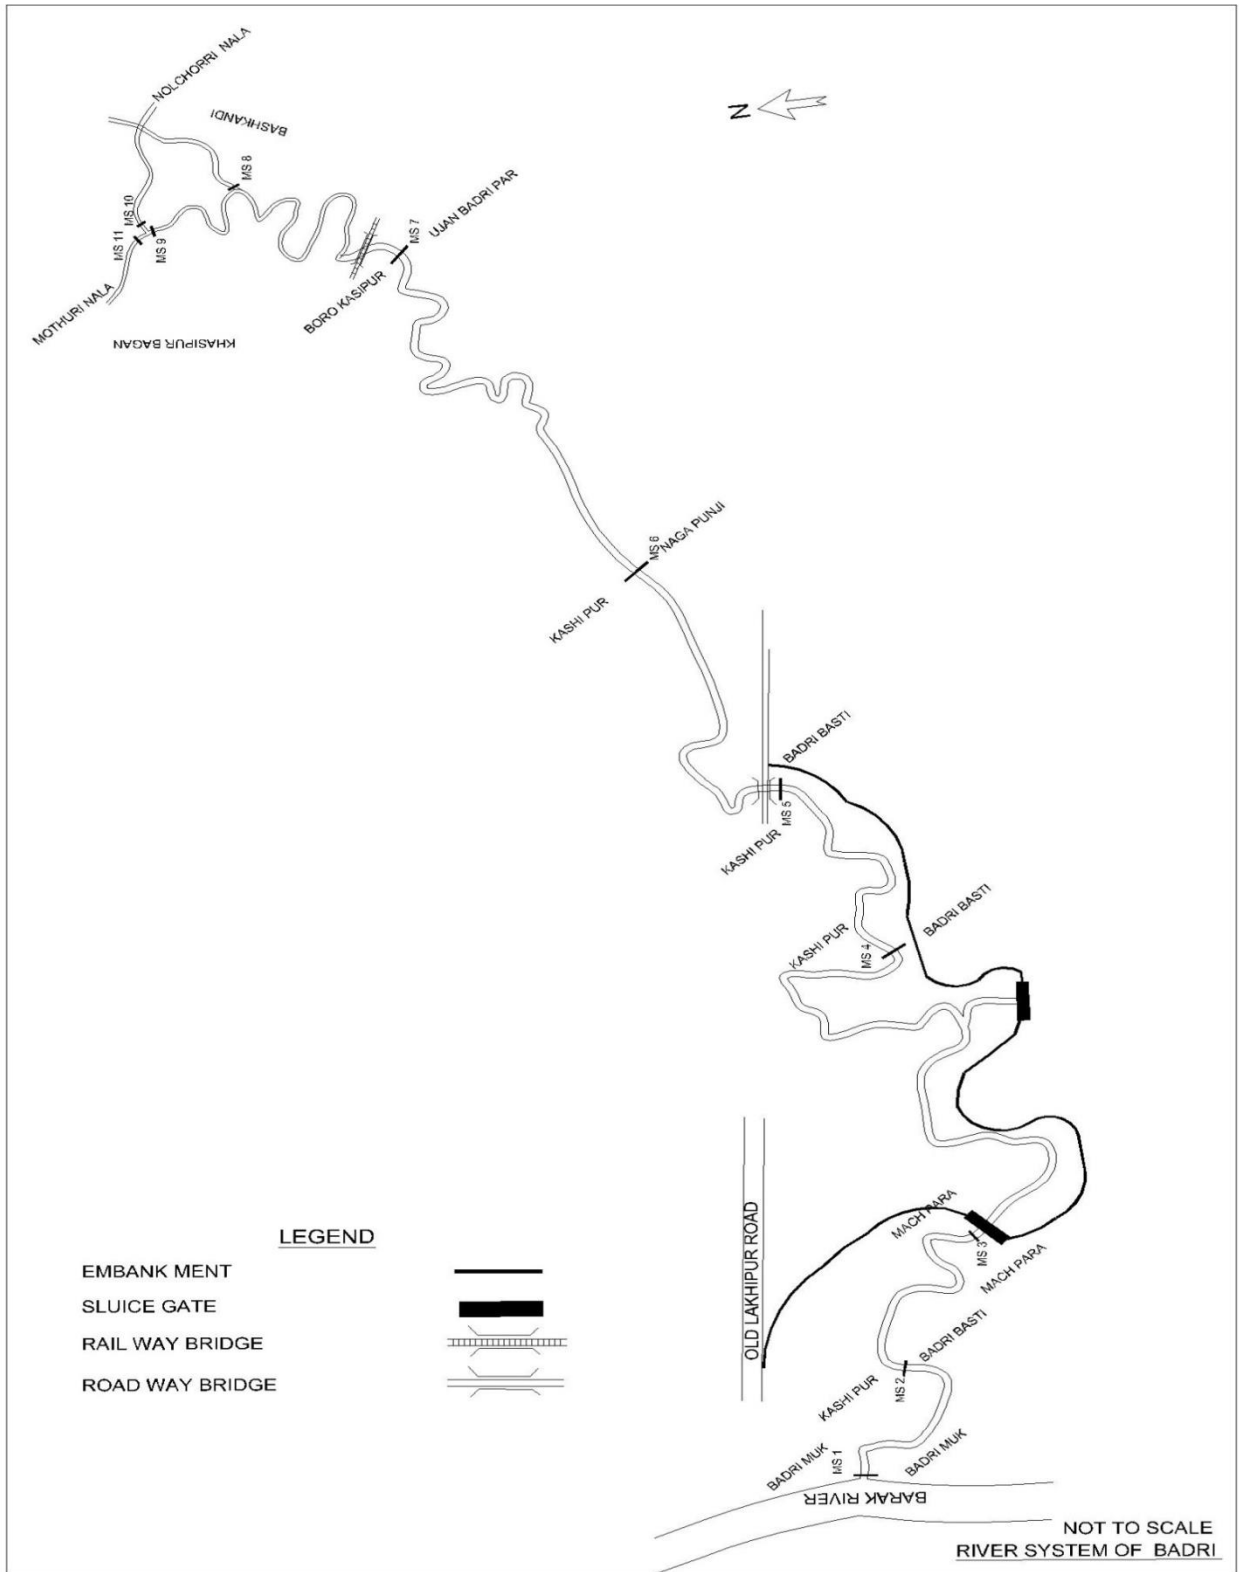 NOLCHORRI NALA
BASHKANDI
N
MS 8
MS 10
MS 11
MS 9
MOTHURI NALA
KHASIPUR BAGAN
MS 7
UJAN BADRI PAR
BORO KASIPUR
MS 6
NAGA PUNJI
KASHI PUR
BADRI BASTI
MS 5
KASHI PUR
BADRI BASTI
KASHI PUR
MS 4
OLD LAKHIPUR ROAD
MACH PARA
MS 3
MACH PARA
LEGEND
EMBANK MENT
SLUICE GATE
RAIL WAY BRIDGE
ROAD WAY BRIDGE
BADRI BASTI
MS 2
KASHI PUR
BADRI MUK
MS 1
BADRI MUK
BARAK RIVER
NOT TO SCALE
RIVER SYSTEM OF BADRI